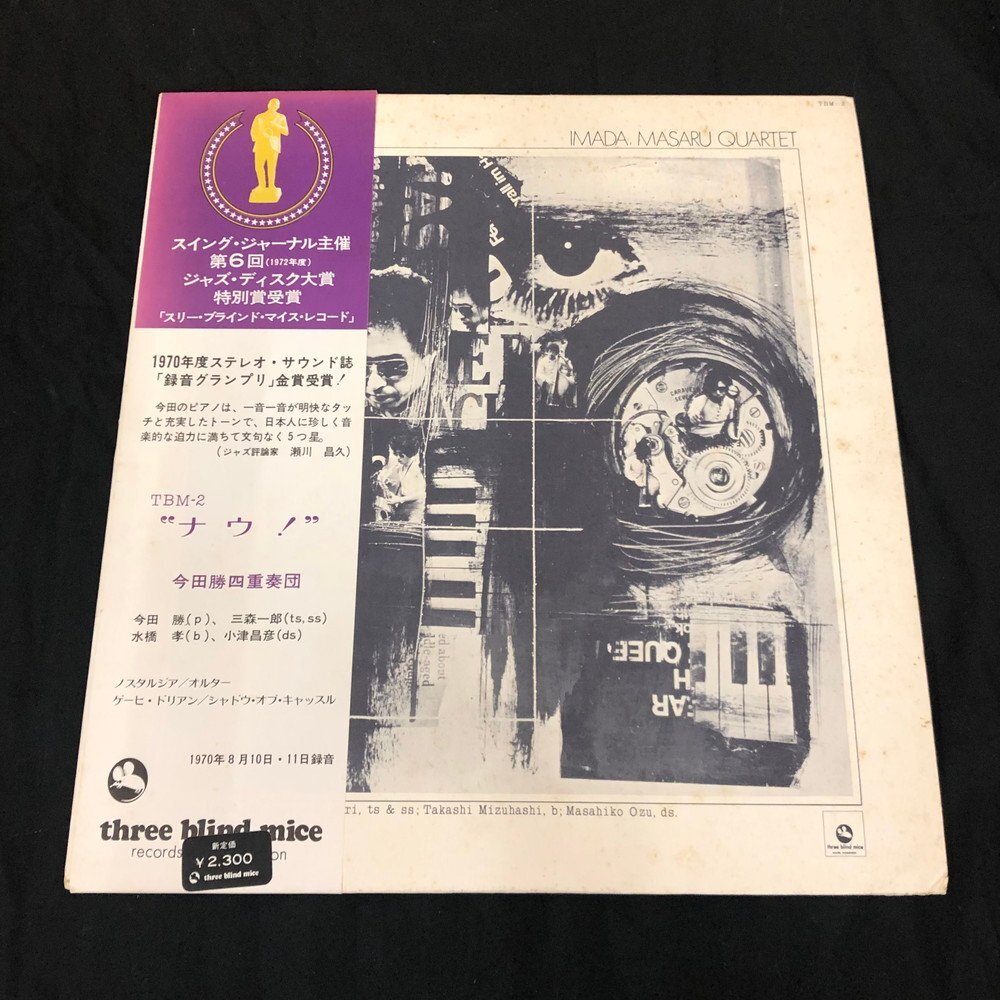 スイング・ジャーナル主催
第6回(1972年度)
ジャズ・ディスク大賞
特別賞受賞
「スリー・ブラインド・マイス・レコード」
1970年度ステレオ・サウンド誌
「録音グランプリ」金賞受賞!
今田のピアノは、一音一音が明快なタッ
チと充実したトーンで、日本人に珍しく音
楽的な迫力に満ちて文句なく5つ星。
(ジャズ評論家 瀬川 昌久)
TBM-2
“ナウ!”
今田勝四重奏団
今田 勝(p)、三森一郎(ts,ss)
水橋 孝(b)、小津昌彦(ds)
ノスタルジア/オルター
ゲーヒ・ドリアン/シャドウ・オブ・キャッスル
1970年8月10日・11日録音
three blind mice
records
on
新定価
¥2,300
three blind mice
TBM-2
IMADA. MASARU QUARTET
CARAVELLE
QUEE
H
EAR
ed about
ri, ts & ss; Takashi Mizuhashi, b; Masahiko Ozu, ds.
three blind mice